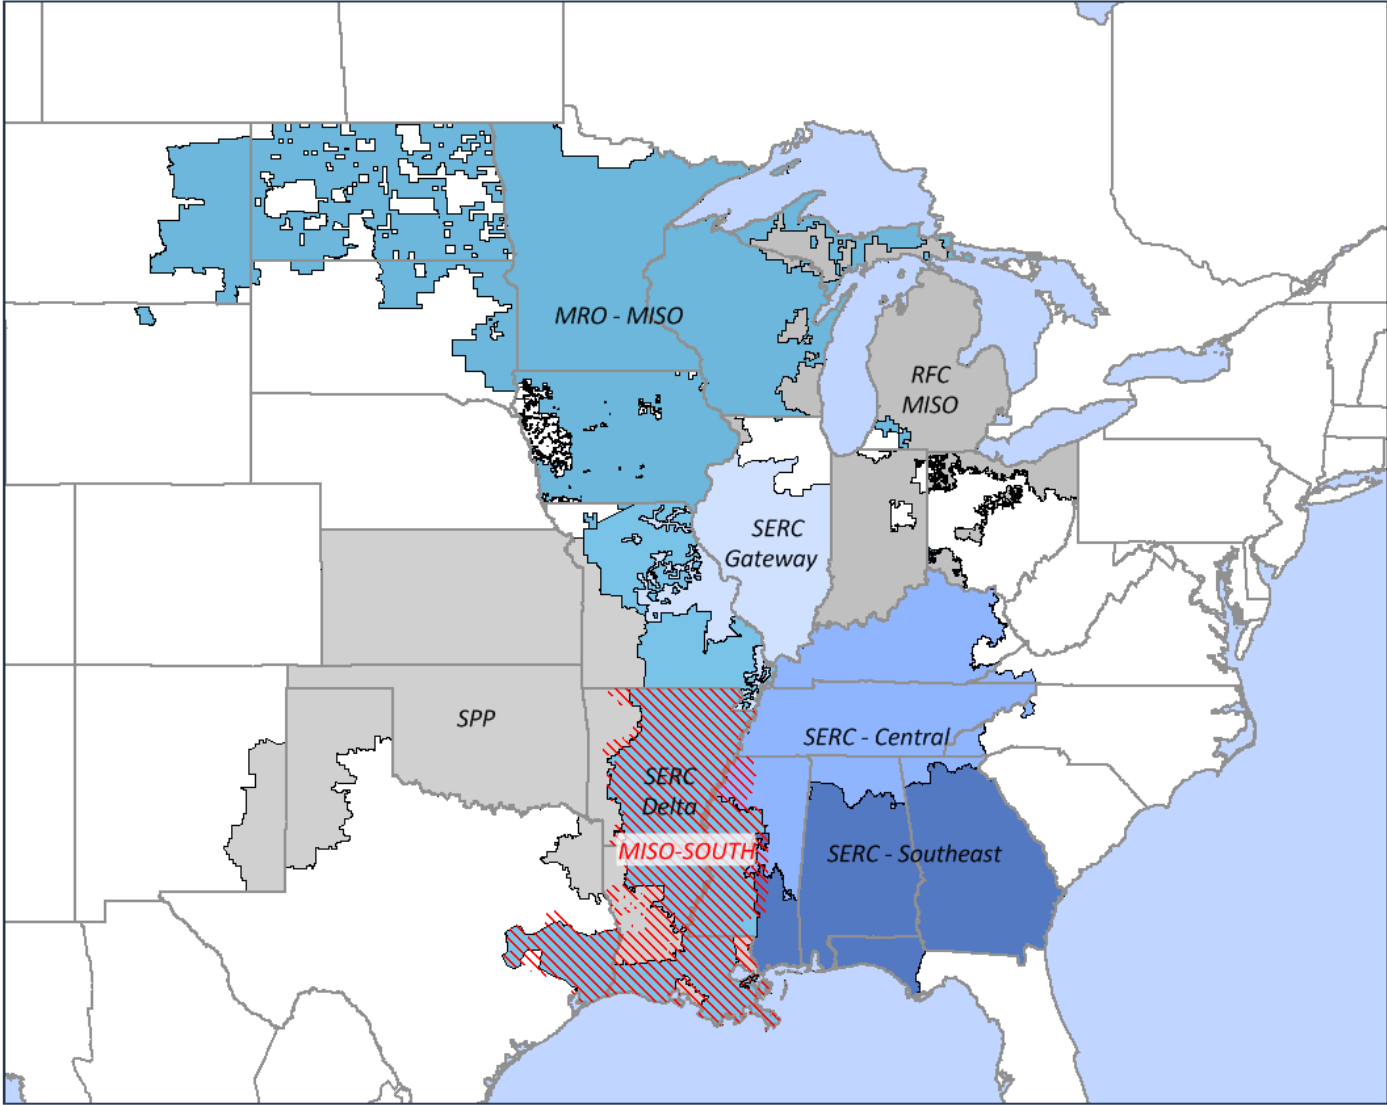 MRO - MISO
RFC
MISO
SERC
Gateway
SPP
SERC - Central
SERC
Delta
MISO-SOUTH
SERC - Southeast